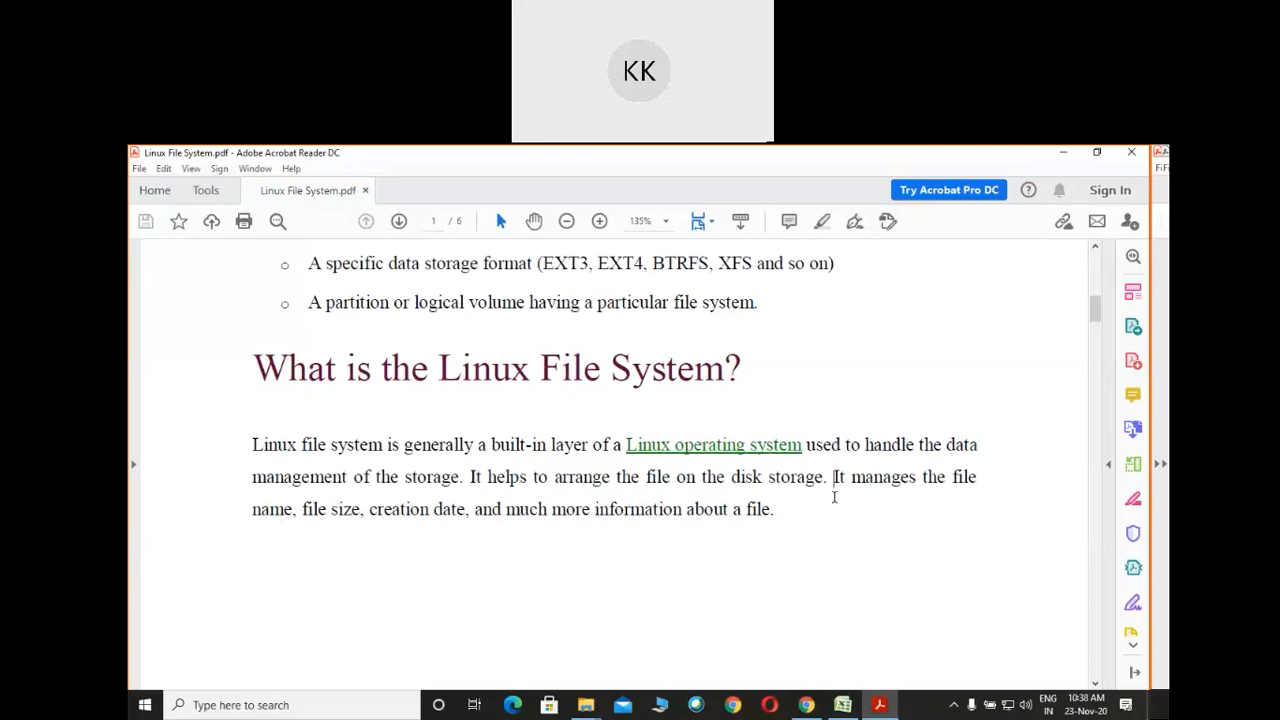 KK
Linux File System.pdf - Adobe Acrobat Reader DC
File Edit View Sign Window Help
Home Tools Linux File System.pdf × Try Acrobat Pro DC Sign In
1 / 6 135%
A specific data storage format (EXT3, EXT4, BTRFS, XFS and so on)
A partition or logical volume having a particular file system.
What is the Linux File System?
Linux file system is generally a built-in layer of a Linux operating system used to handle the data
management of the storage. It helps to arrange the file on the disk storage. It manages the file
name, file size, creation date, and much more information about a file.
Type here to search
ENG
IN
10:38 AM
23-Nov-20